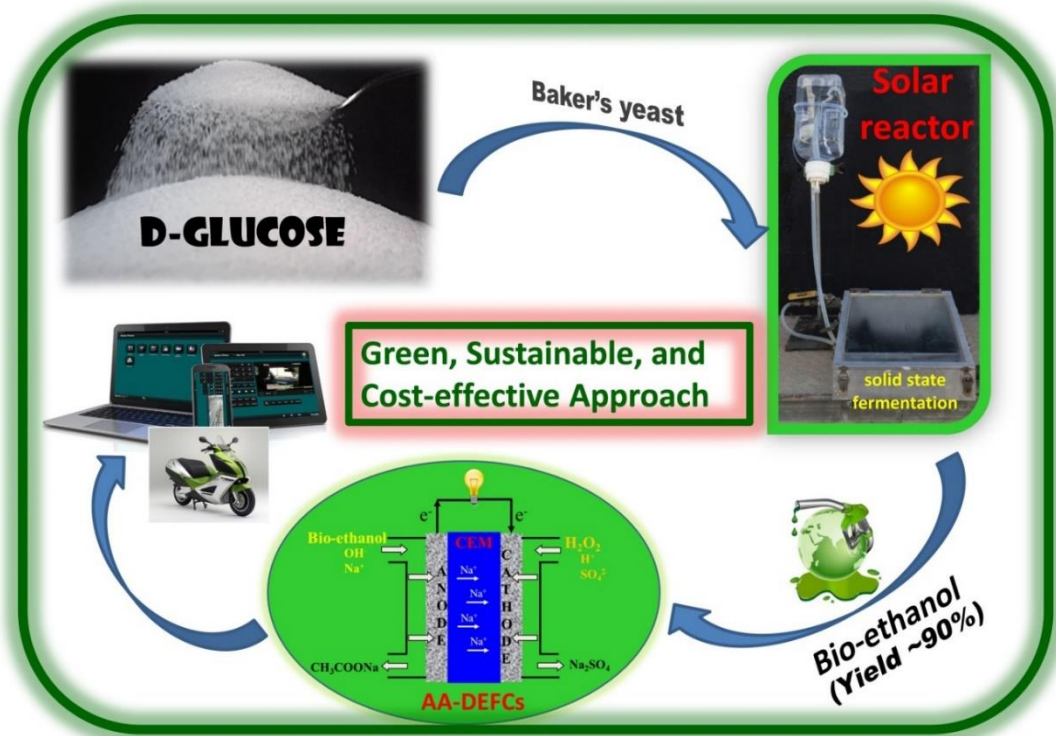 D-GLUCOSE
Baker's yeast
Solar
reactor
solid state
fermentation
Green, Sustainable, and
Cost-effective Approach
Bio-ethanol
(Yield ~90%)
e⁻ e⁻
Bio-ethanol CEM H₂O₂
OH H⁺
Na⁺ SO₄²
ANODE
Na⁺
Na⁺
Na⁺
Na⁺
CATHODE
CH₃COONa Na₂SO₄
AA-DEFCs